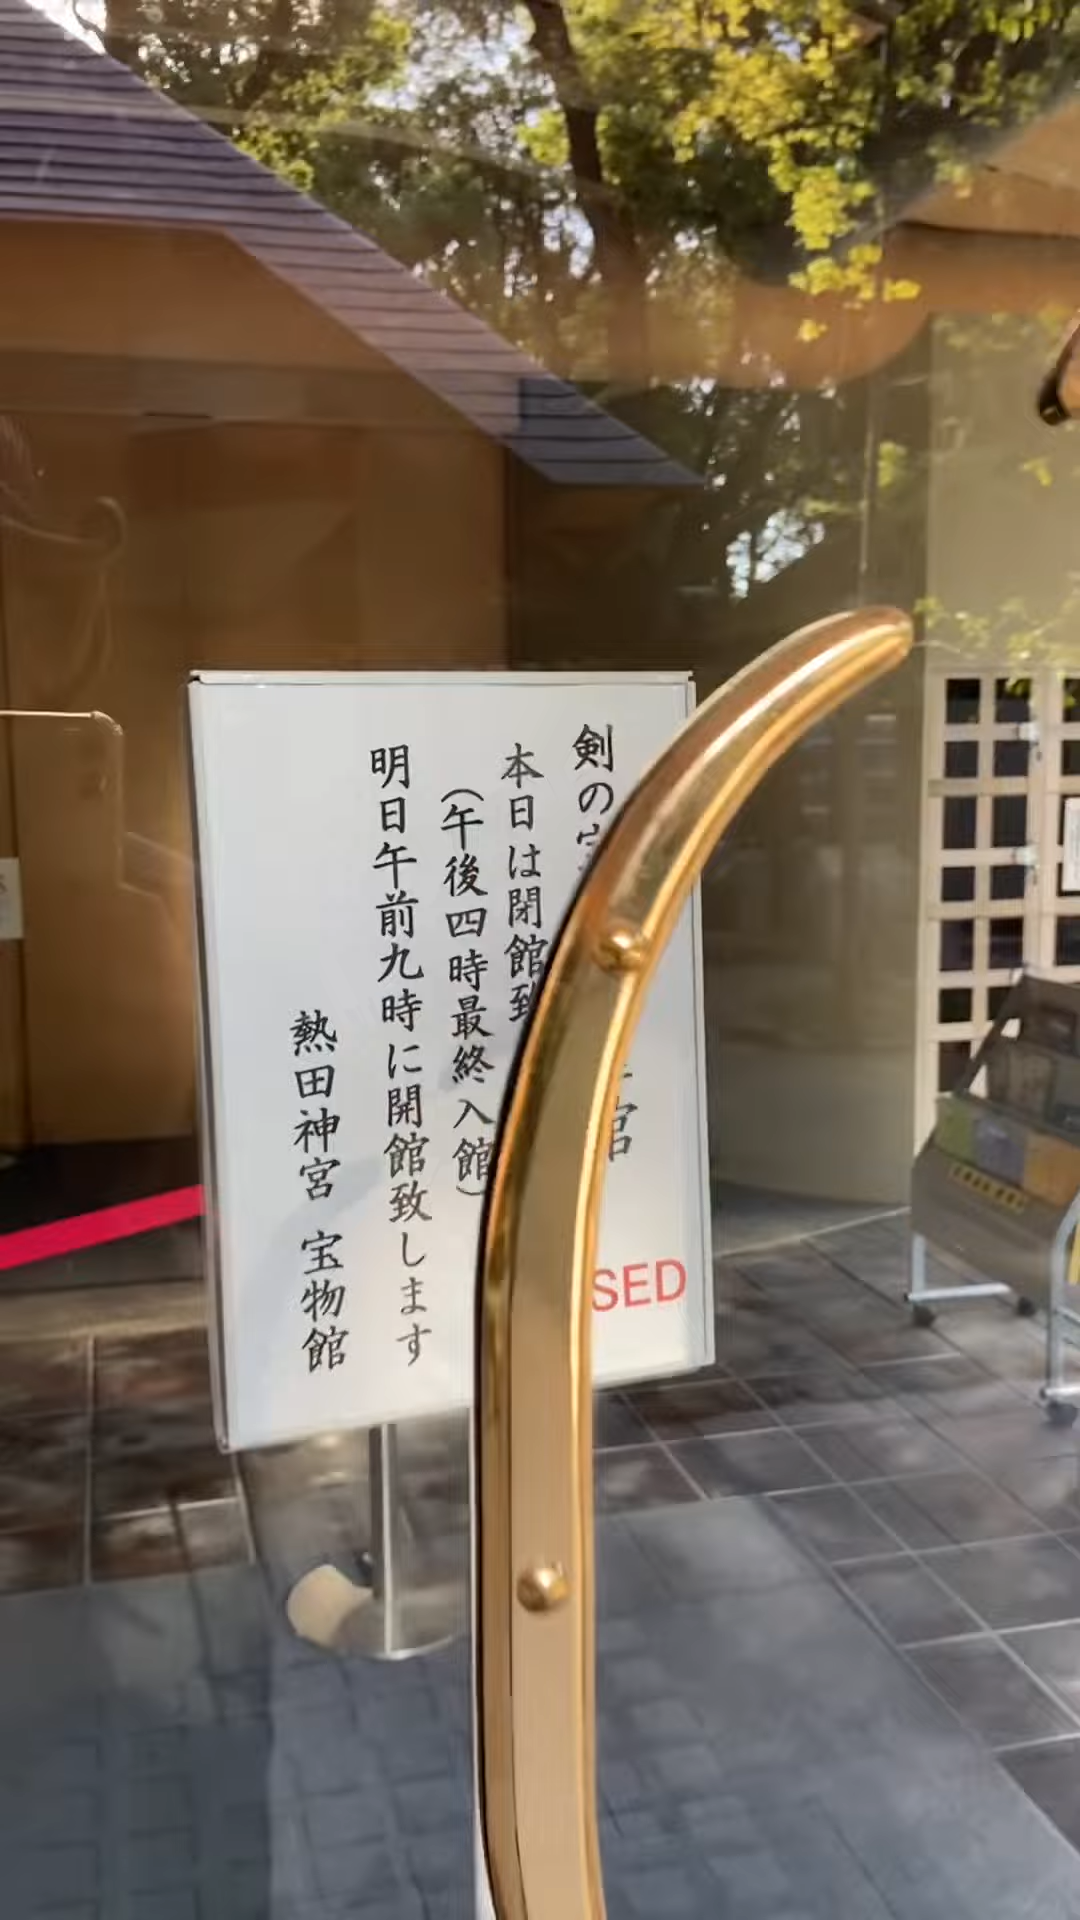 剣の宝
本日は閉館致
(午後四時最終入館)
明日午前九時に開館致します
熱田神宮 宝物館
SED